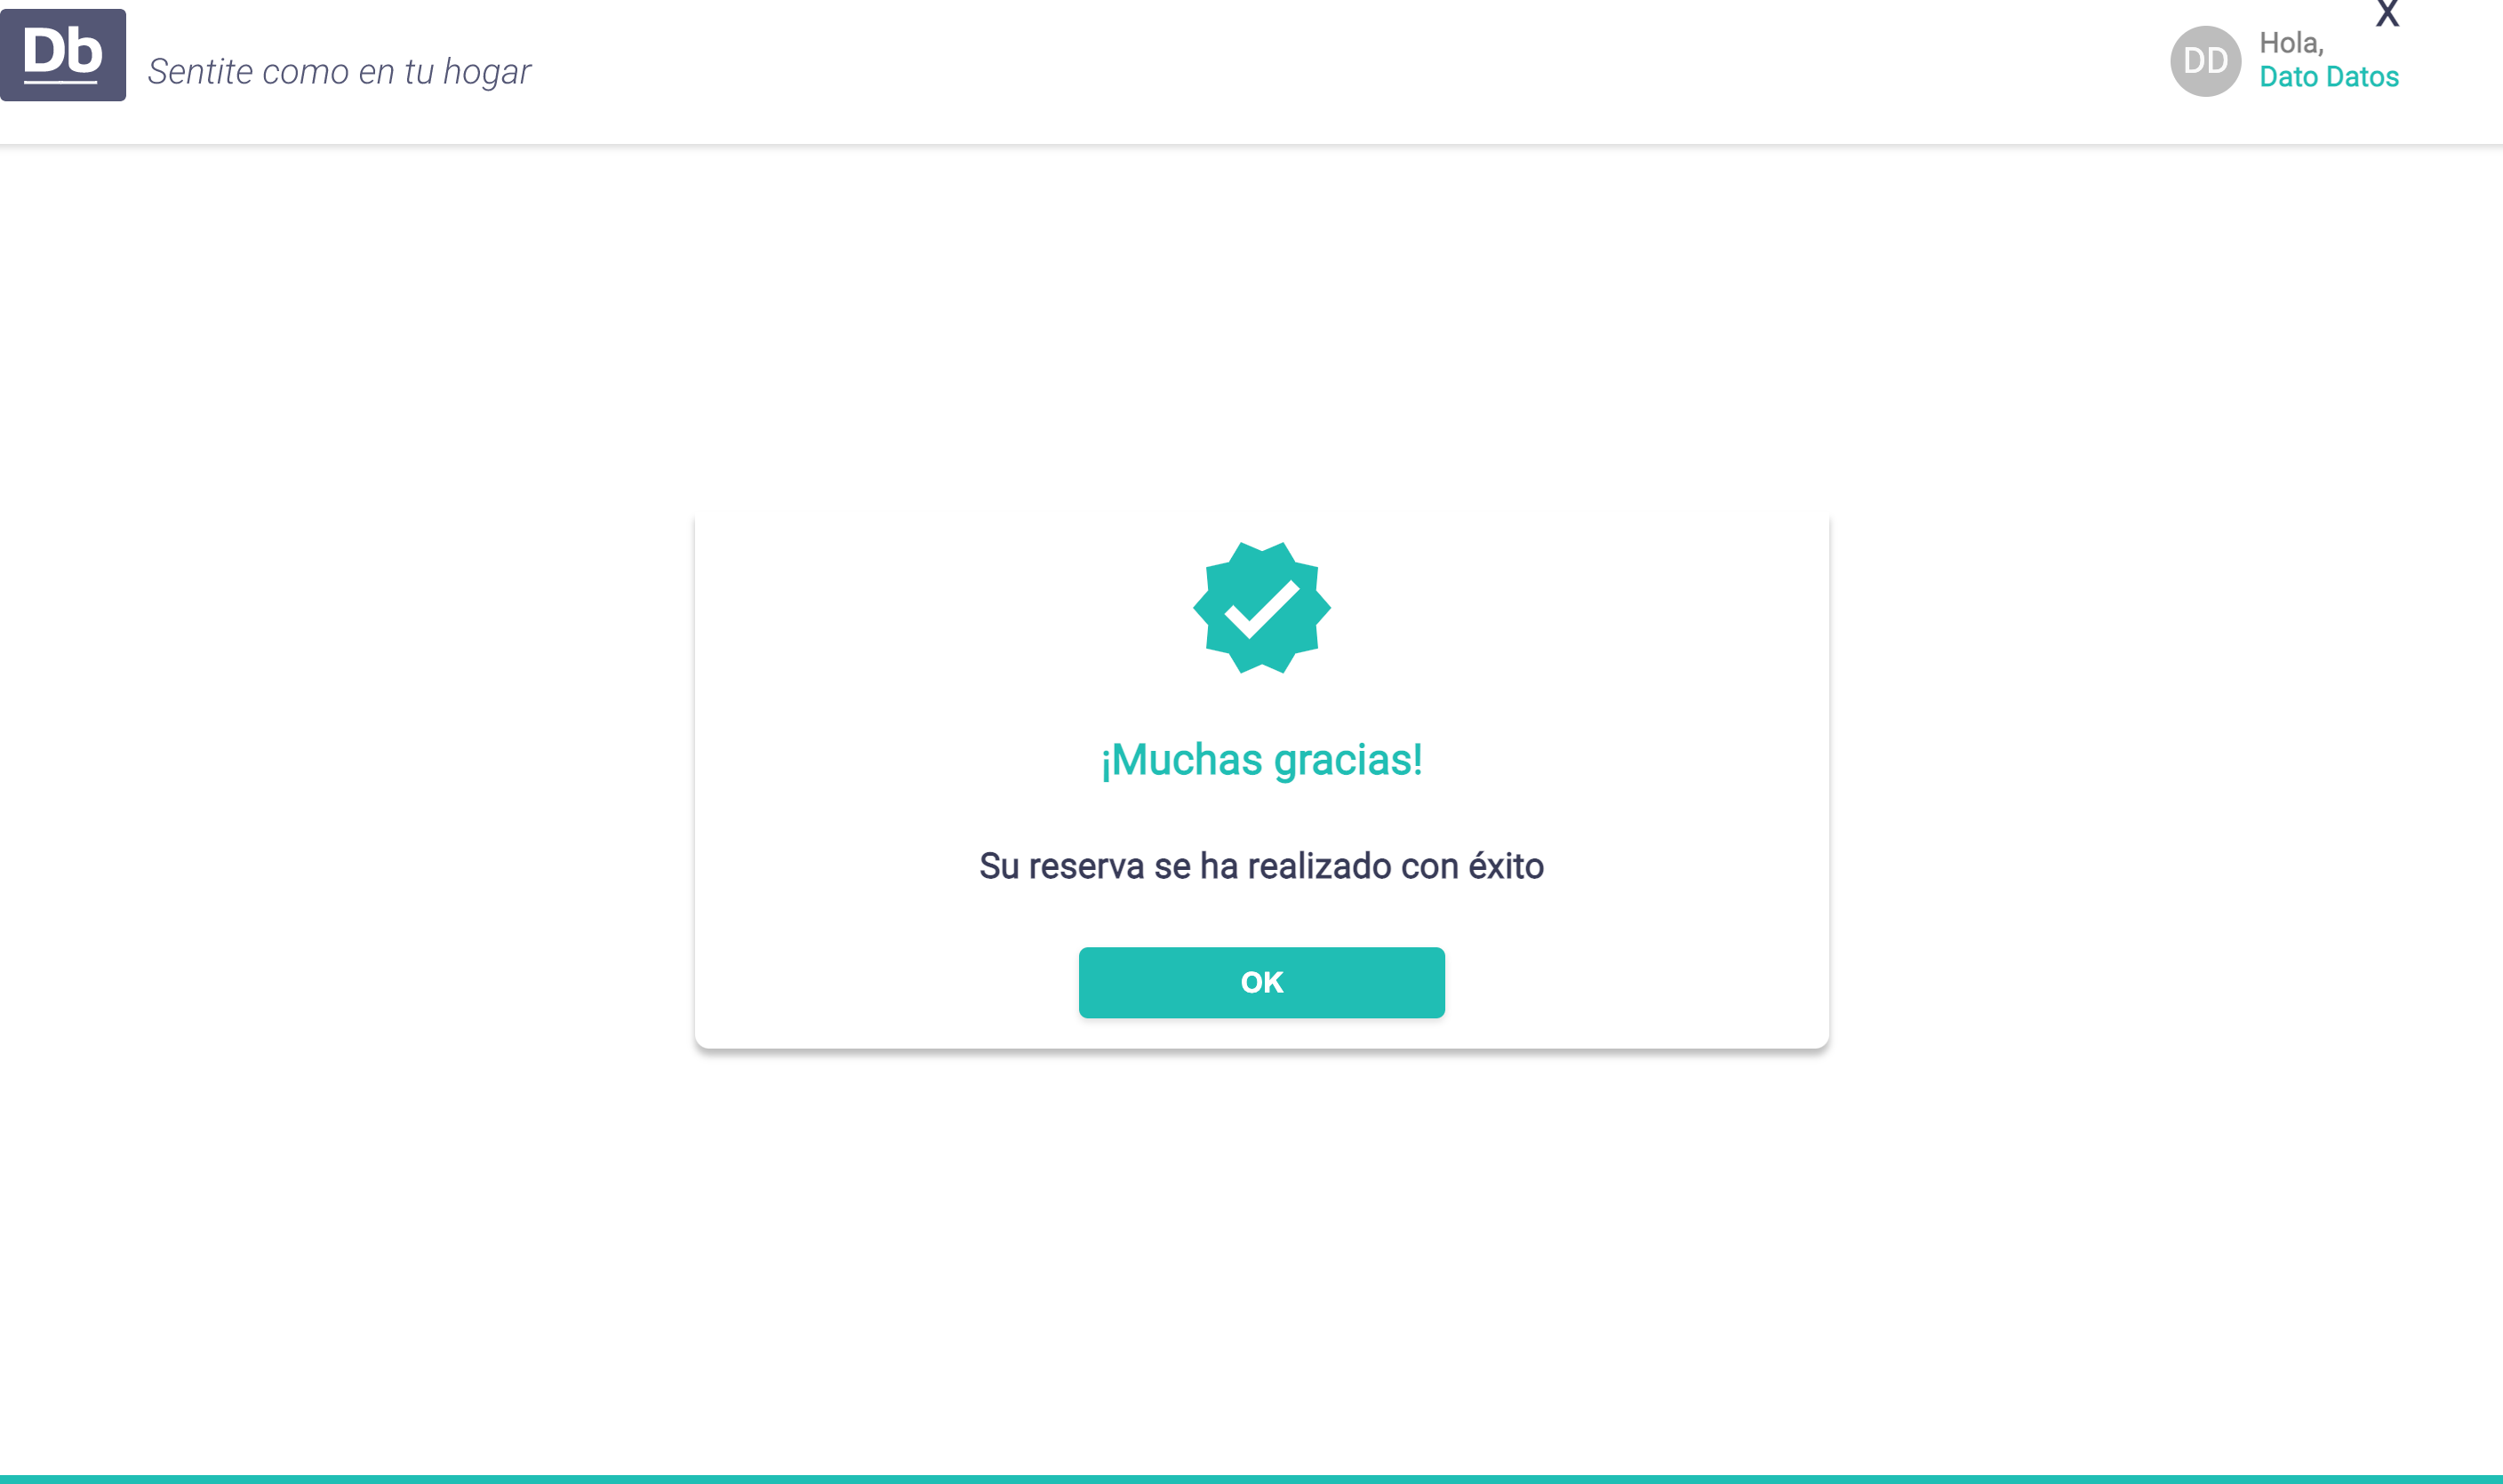 Db
Sentite como en tu hogar
X
DD
Hola,
Dato Datos
¡Muchas gracias!
Su reserva se ha realizado con éxito
OK